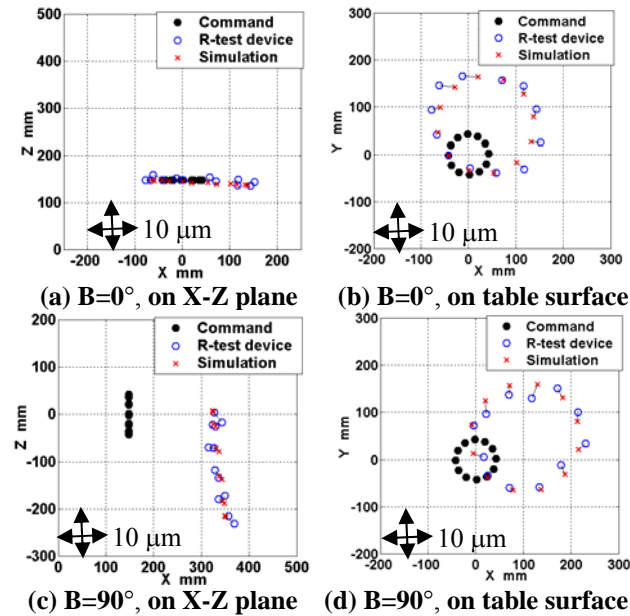 Command
R-test device
Simulation
500
400
300
200
100
0
Z mm
10 μm
-200 -100 0 100 200
X mm
(a) B=0°, on X-Z plane
Command
R-test device
Simulation
300
200
100
0
-100
-200
Y mm
10 μm
-200 -100 0 100 200 300
X mm
(b) B=0°, on table surface
Command
R-test device
Simulation
200
100
0
-100
-200
-300
Z mm
10 μm
0 100 200 300 400 500
X mm
(c) B=90°, on X-Z plane
Command
R-test device
Simulation
300
200
100
0
-100
-200
Y mm
10 μm
-200 -100 0 100 200 300
X mm
(d) B=90°, on table surface